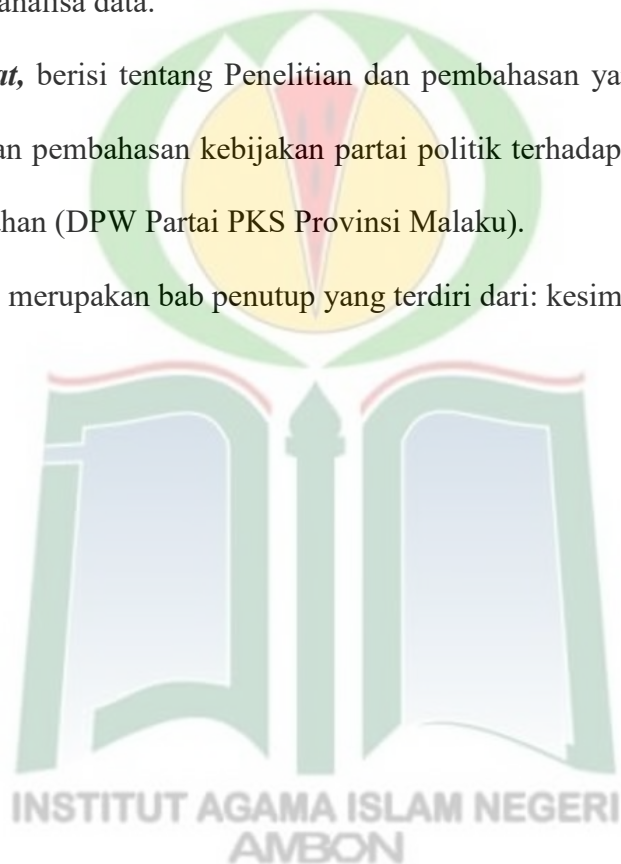 analisa data.
at, berisi tentang Penelitian dan pembahasan ya
an pembahasan kebijakan partai politik terhadap
han (DPW Partai PKS Provinsi Malaku).
merupakan bab penutup yang terdiri dari: kesim
INSTITUT AGAMA ISLAM NEGERI
AMBON